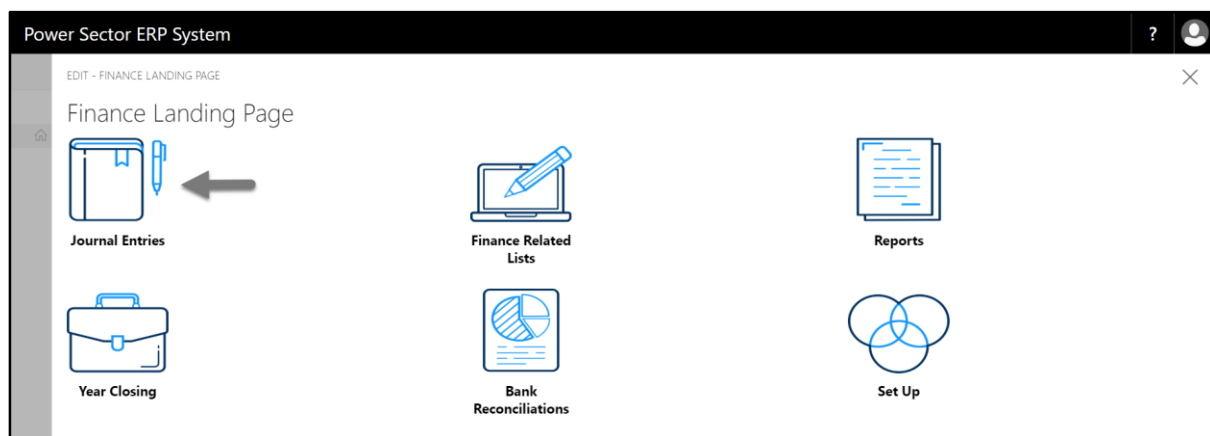 Power Sector ERP System
?
EDIT - FINANCE LANDING PAGE
Finance Landing Page
Journal Entries
Finance Related
Lists
Reports
Year Closing
Bank
Reconciliations
Set Up